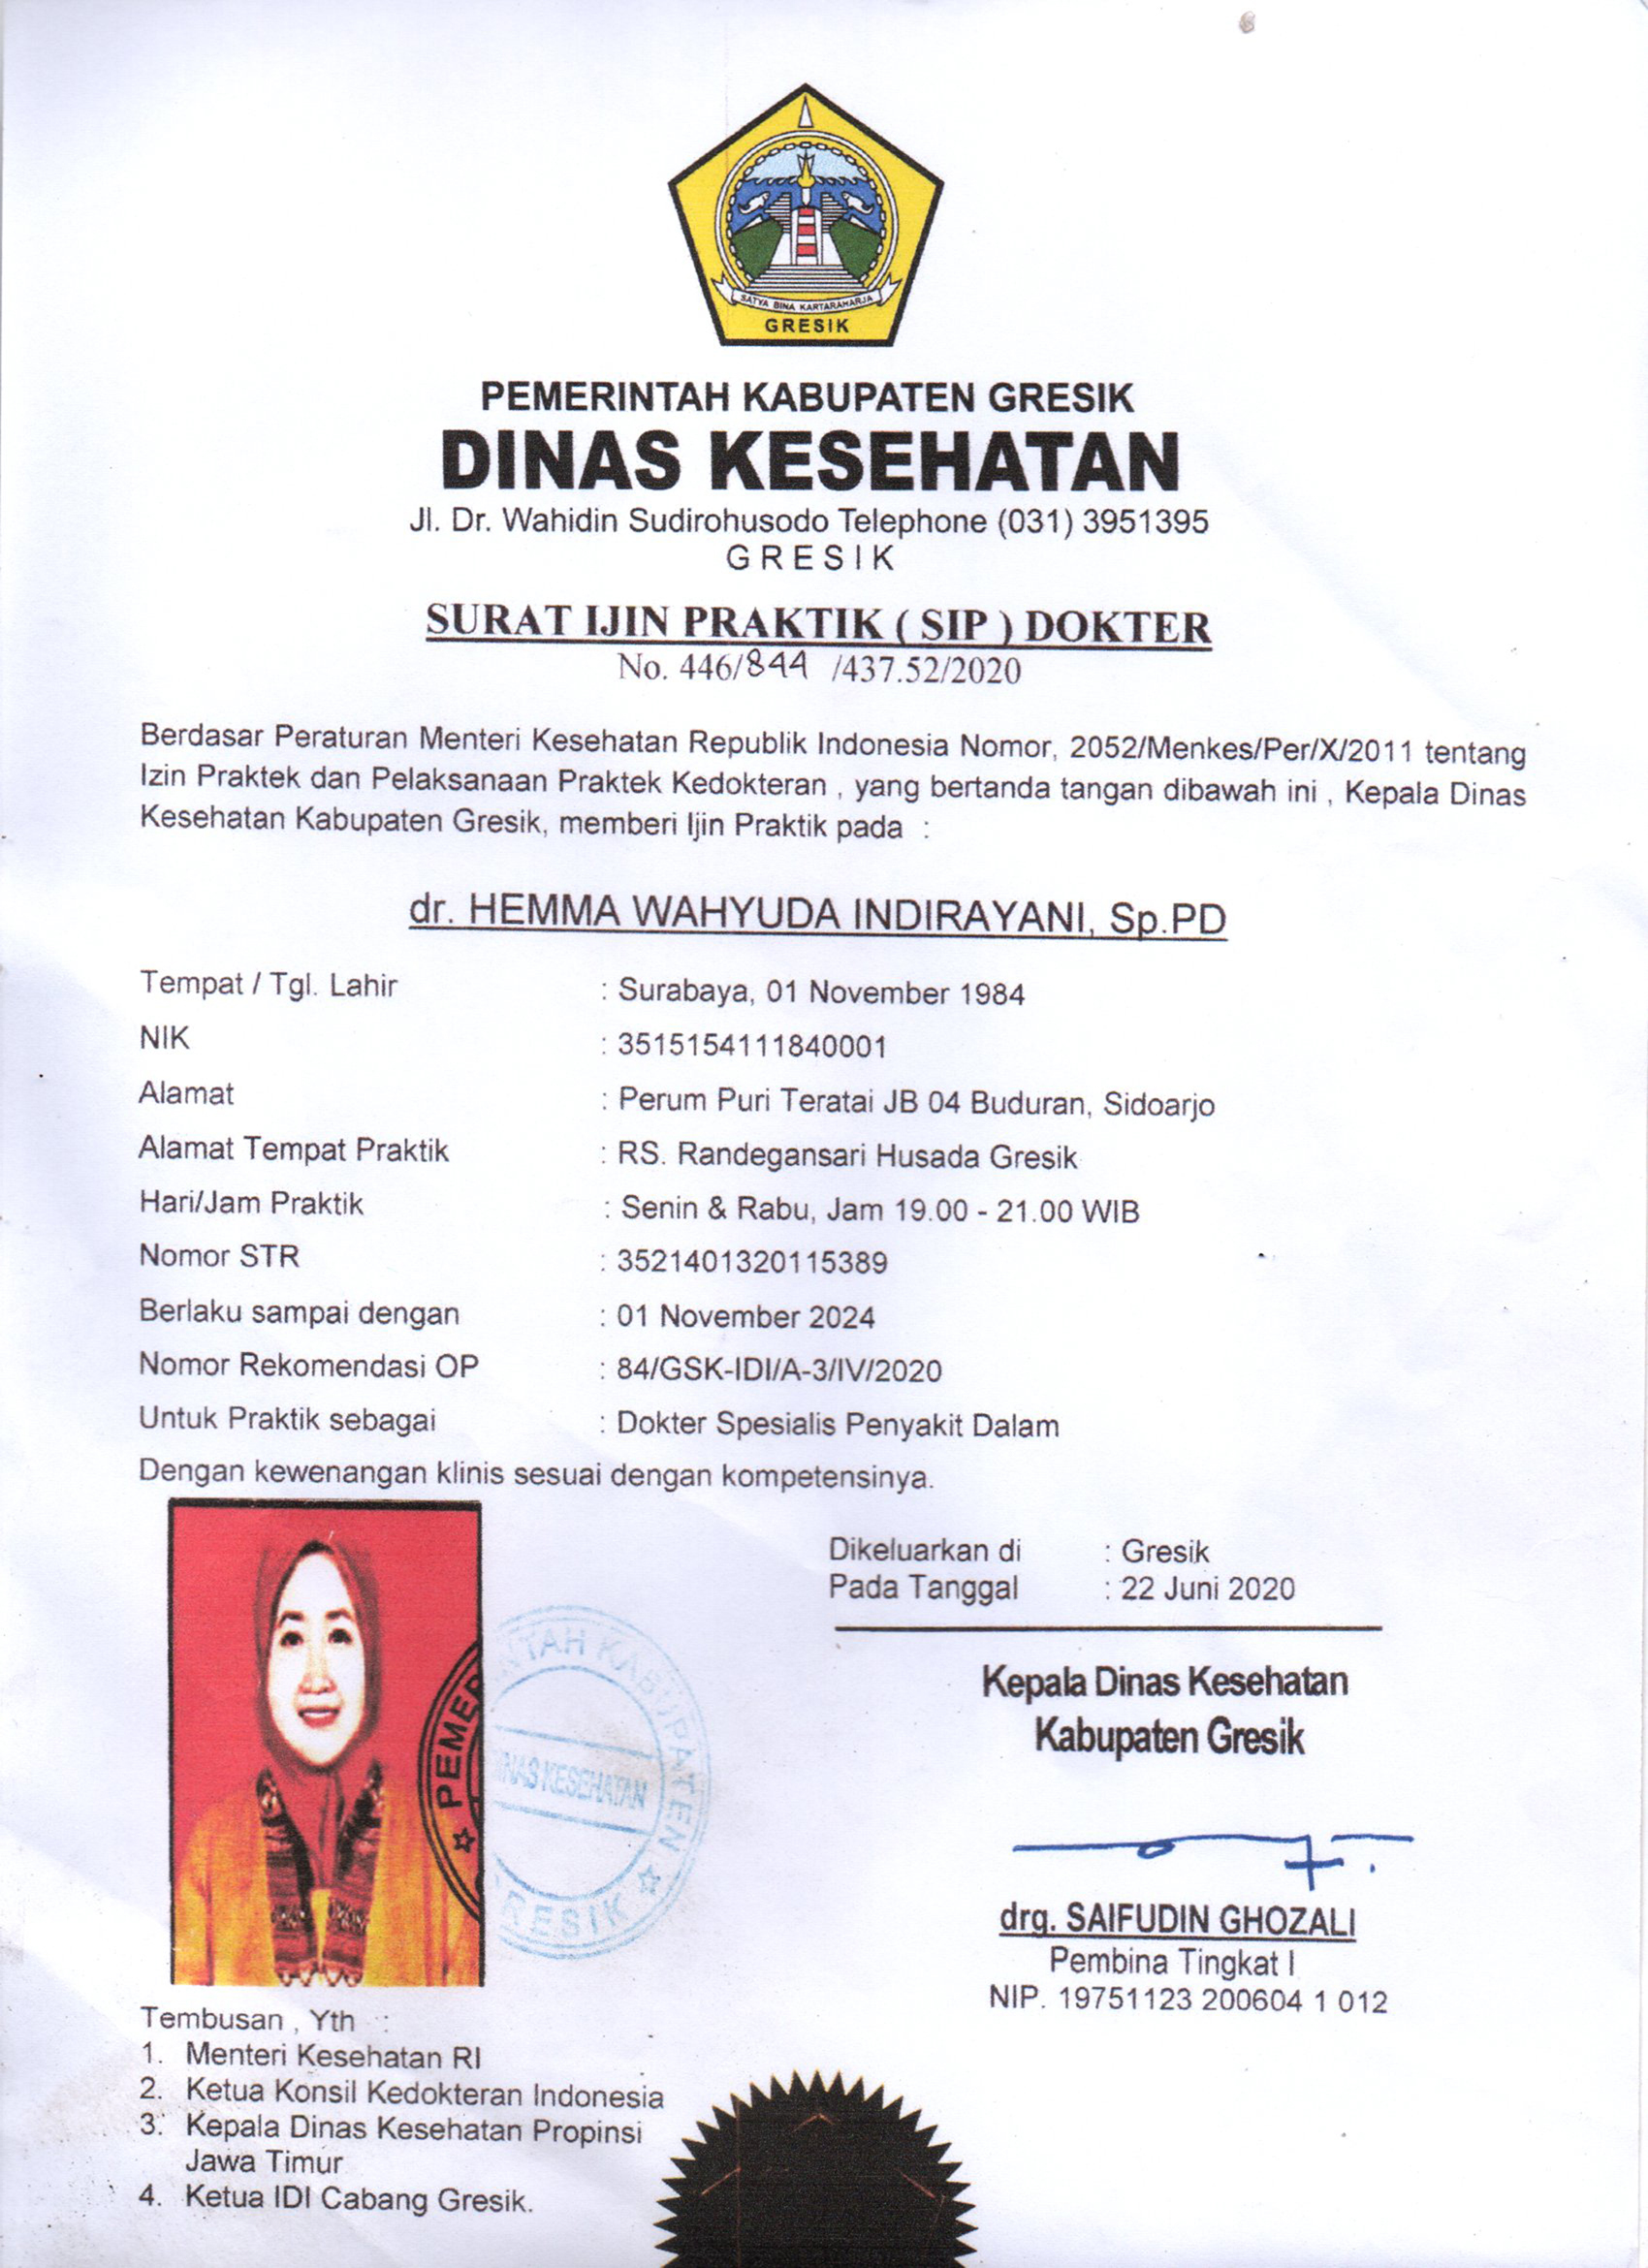 SATYA BINA KARTARAHARJA
GRESIK
PEMERINTAH KABUPATEN GRESIK
DINAS KESEHATAN
Jl. Dr. Wahidin Sudirohusodo Telephone (031) 3951395
G R E S I K
SURAT IJIN PRAKTIK ( SIP ) DOKTER
No. 446/844 /437.52/2020
Berdasar Peraturan Menteri Kesehatan Republik Indonesia Nomor, 2052/Menkes/Per/X/2011 tentang
Izin Praktek dan Pelaksanaan Praktek Kedokteran , yang bertanda tangan dibawah ini , Kepala Dinas
Kesehatan Kabupaten Gresik, memberi Ijin Praktik pada :
dr. HEMMA WAHYUDA INDIRAYANI, Sp.PD
Tempat / Tgl. Lahir : Surabaya, 01 November 1984
NIK : 3515154111840001
Alamat : Perum Puri Teratai JB 04 Buduran, Sidoarjo
Alamat Tempat Praktik : RS. Randegansari Husada Gresik
Hari/Jam Praktik : Senin & Rabu, Jam 19.00 - 21.00 WIB
Nomor STR : 3521401320115389
Berlaku sampai dengan : 01 November 2024
Nomor Rekomendasi OP : 84/GSK-IDI/A-3/IV/2020
Untuk Praktik sebagai : Dokter Spesialis Penyakit Dalam
Dengan kewenangan klinis sesuai dengan kompetensinya.
Dikeluarkan di : Gresik
Pada Tanggal : 22 Juni 2020
Kepala Dinas Kesehatan
Kabupaten Gresik
PEMERINTAH KABUPATEN
DINAS KESEHATAN
GRESIK
drg. SAIFUDIN GHOZALI
Pembina Tingkat I
NIP. 19751123 200604 1 012
Tembusan , Yth :
1. Menteri Kesehatan RI
2. Ketua Konsil Kedokteran Indonesia
3. Kepala Dinas Kesehatan Propinsi
Jawa Timur
4. Ketua IDI Cabang Gresik.